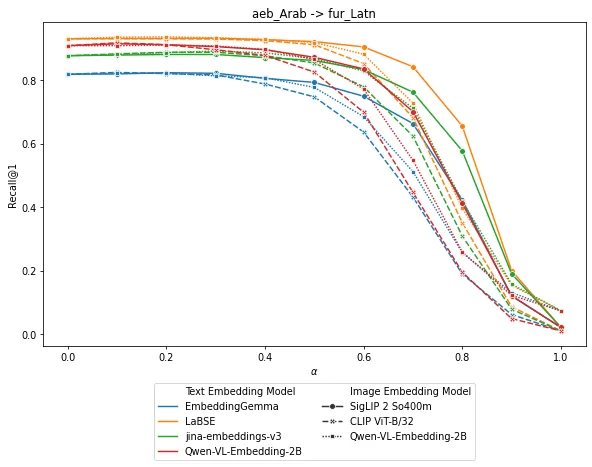 aeb_Arab -> fur_Latn
Recall@1
0.8
0.6
0.4
0.2
0.0
0.0 0.2 0.4 0.6 0.8 1.0
α
Text Embedding Model Image Embedding Model
EmbeddingGemma SigLIP 2 So400m
LaBSE CLIP ViT-B/32
jina-embeddings-v3 Qwen-VL-Embedding-2B
Qwen-VL-Embedding-2B